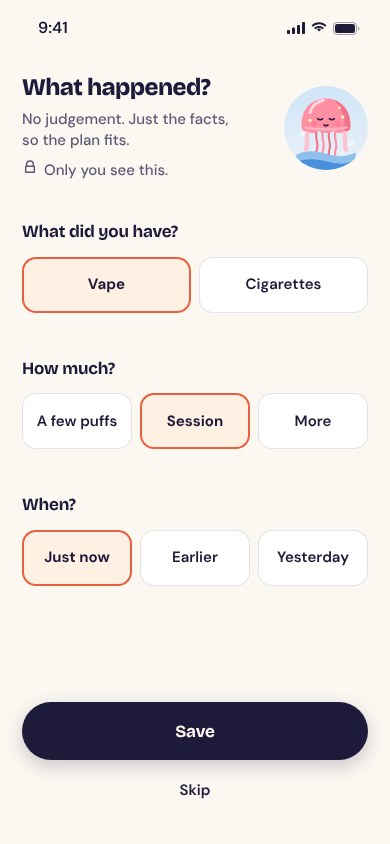 9:41
What happened?
No judgement. Just the facts,
so the plan fits.
Only you see this.
What did you have?
Vape
Cigarettes
How much?
A few puffs
Session
More
When?
Just now
Earlier
Yesterday
Save
Skip